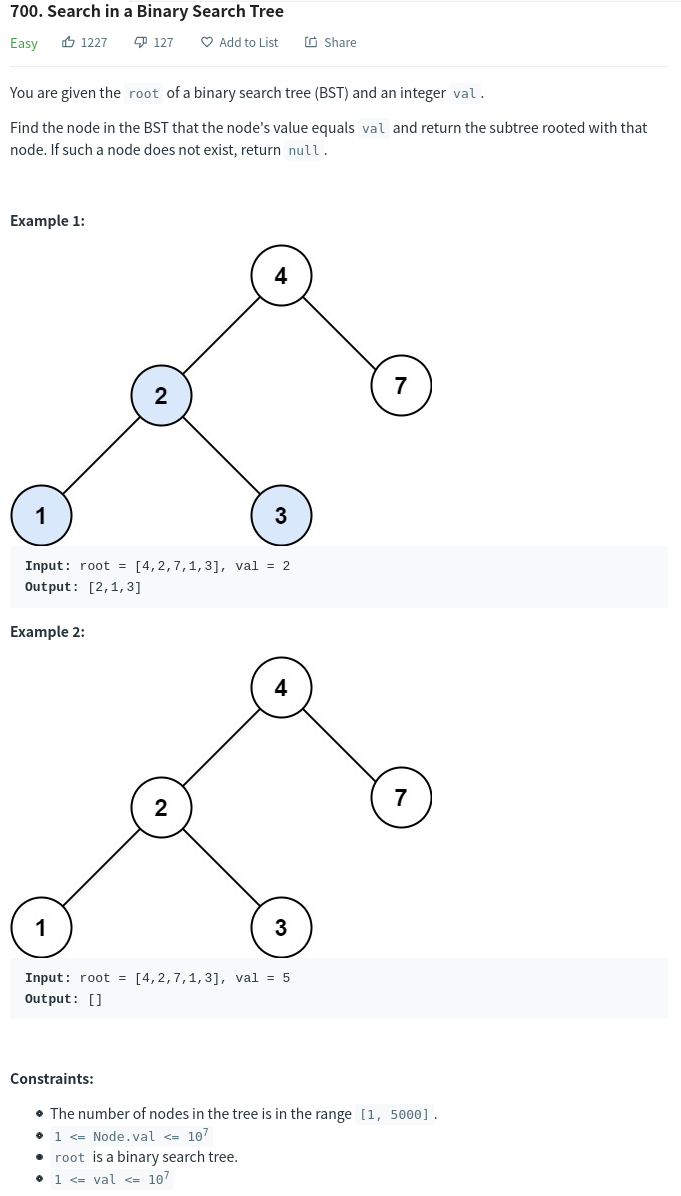 700. Search in a Binary Search Tree
Easy 1227 127 Add to List Share
You are given the root of a binary search tree (BST) and an integer val .
Find the node in the BST that the node's value equals val and return the subtree rooted with that
node. If such a node does not exist, return null .
Example 1:
4
2
7
1
3
Input: root = [4,2,7,1,3], val = 2
Output: [2,1,3]
Example 2:
4
2
7
1
3
Input: root = [4,2,7,1,3], val = 5
Output: []
Constraints:
The number of nodes in the tree is in the range [1, 5000] .
1 <= Node.val <= 10⁷
root is a binary search tree.
1 <= val <= 10⁷